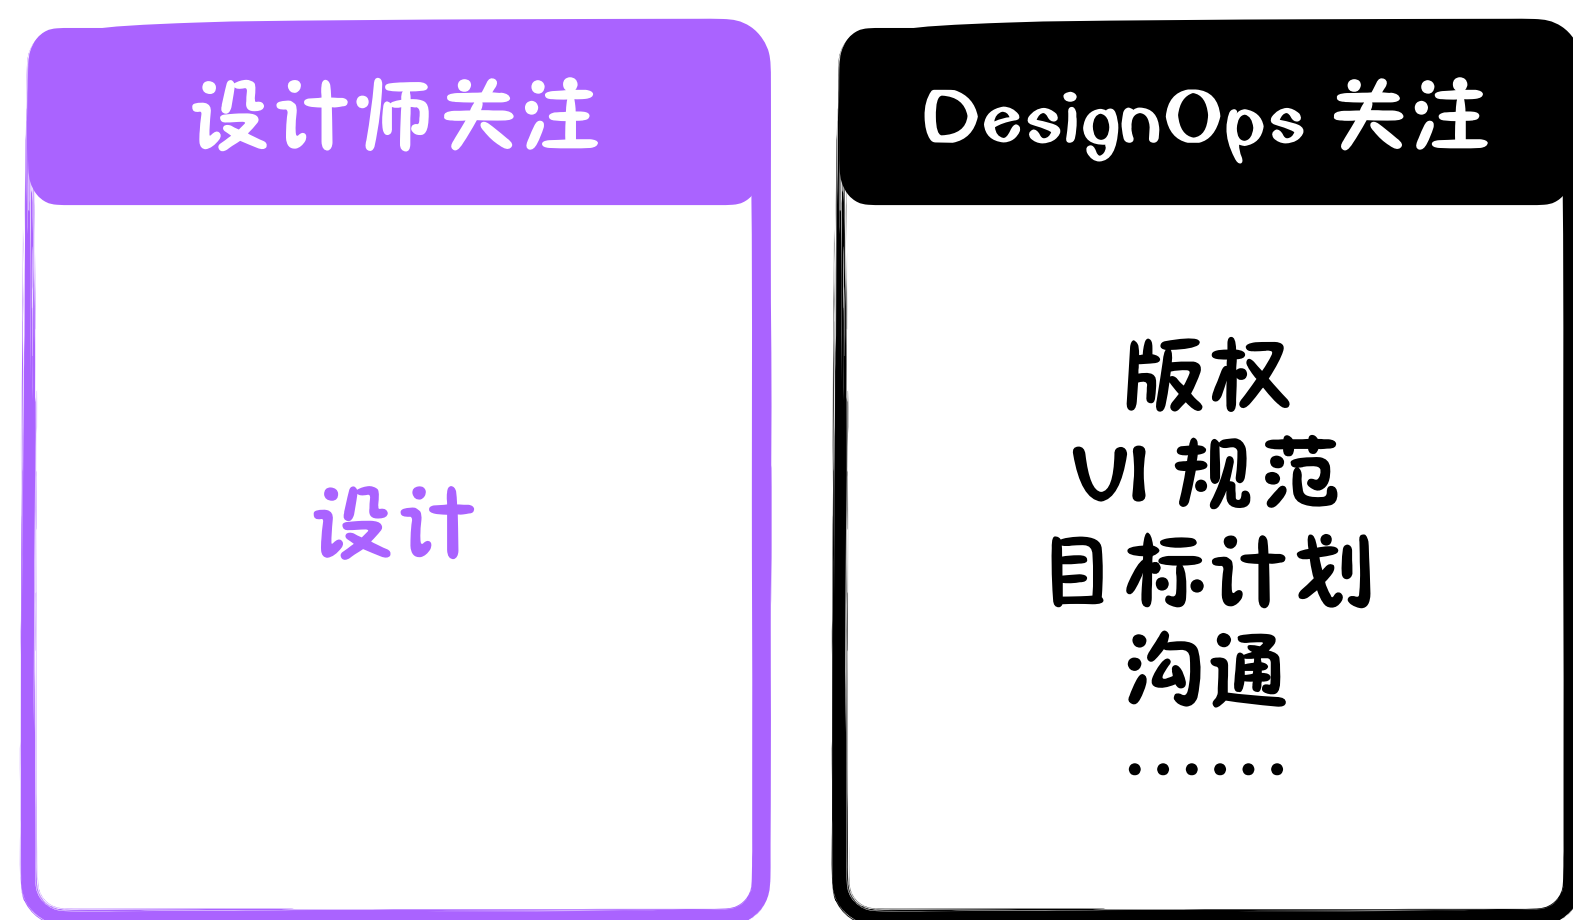 设计师关注
设计
DesignOps 关注
版权
VI 规范
目标计划
沟通
......